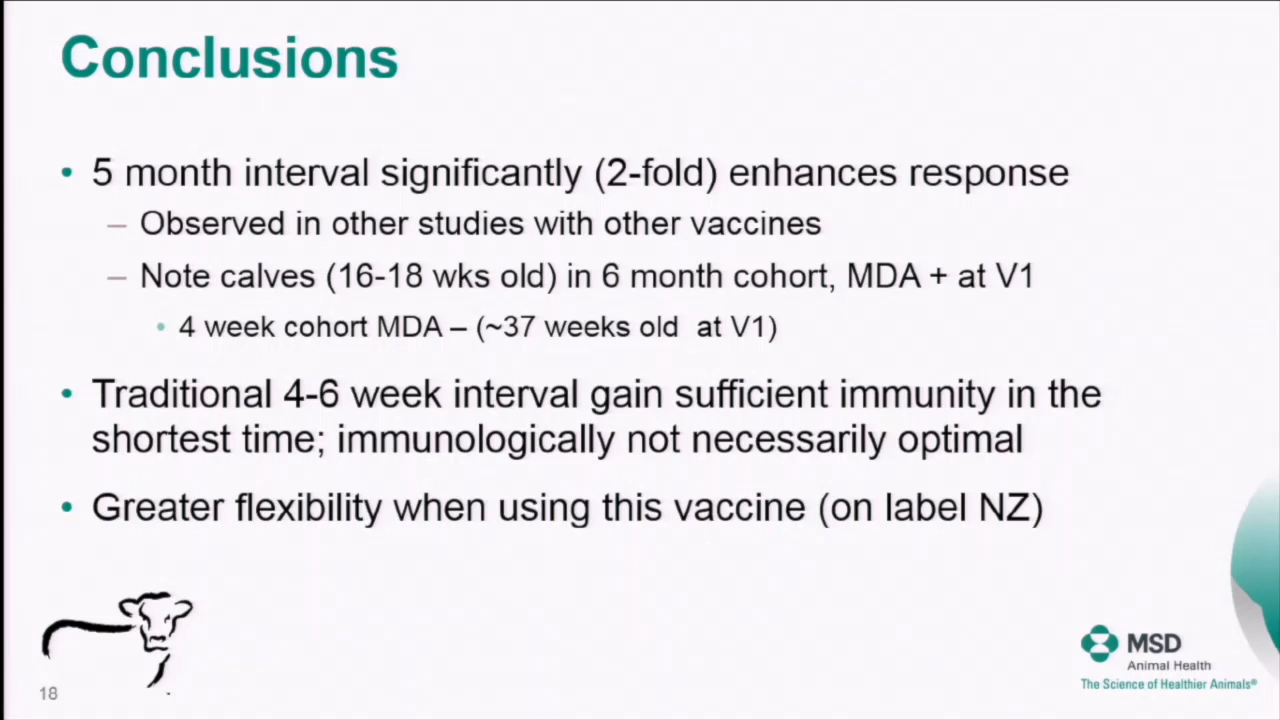 Conclusions
• 5 month interval significantly (2-fold) enhances response
– Observed in other studies with other vaccines
– Note calves (16-18 wks old) in 6 month cohort, MDA + at V1
• 4 week cohort MDA – (~37 weeks old at V1)
• Traditional 4-6 week interval gain sufficient immunity in the
shortest time; immunologically not necessarily optimal
• Greater flexibility when using this vaccine (on label NZ)
MSD
Animal Health
The Science of Healthier Animals®
18